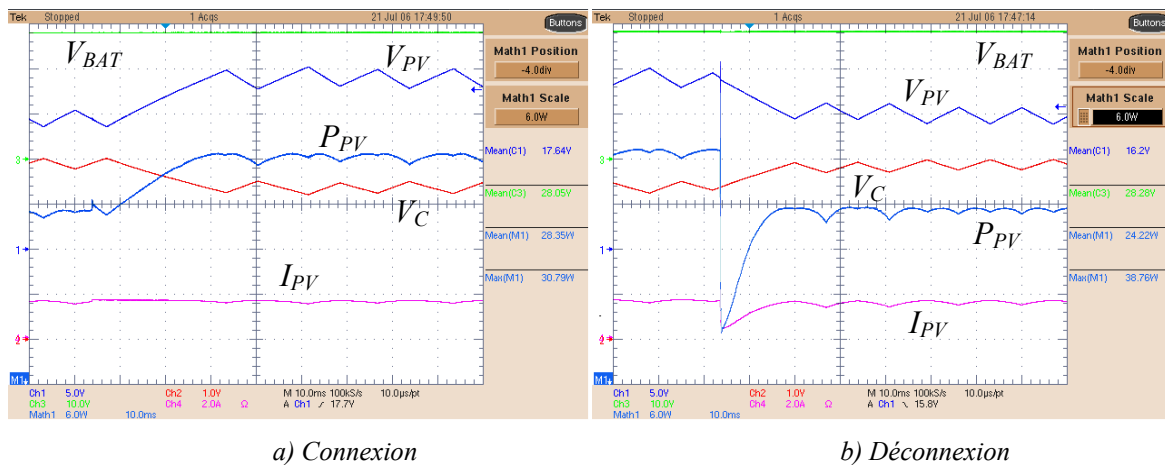 Tek Stopped 1 Acqs 21 Jul 06 17:49:50 Buttons
V_BAT
V_PV
P_PV
V_C
I_PV
Math1 Position
-4.0div
Math1 Scale
6.0W
Mean(C1) 17.64V
Mean(C3) 28.05V
Mean(M1) 28.35W
Max(M1) 30.79W
3
1
M1
Ch1 5.0V Ch2 1.0V M 10.0ms 100kS/s 10.0µs/pt
Ch3 10.0V Ch4 2.0A Ω A Ch1 17.7V
Math1 6.0W 10.0ms
Tek Stopped 1 Acqs 21 Jul 06 17:47:14 Buttons
V_BAT
V_PV
V_C
P_PV
I_PV
Math1 Position
-4.0div
Math1 Scale
6.0W
Mean(C1) 16.2V
Mean(C3) 28.28V
Mean(M1) 24.22W
Max(M1) 38.76W
3
1
M1
Ch1 5.0V Ch2 1.0V M 10.0ms 100kS/s 10.0µs/pt
Ch3 10.0V Ch4 2.0A Ω A Ch1 15.8V
Math1 6.0W 10.0ms
a) Connexion
b) Déconnexion